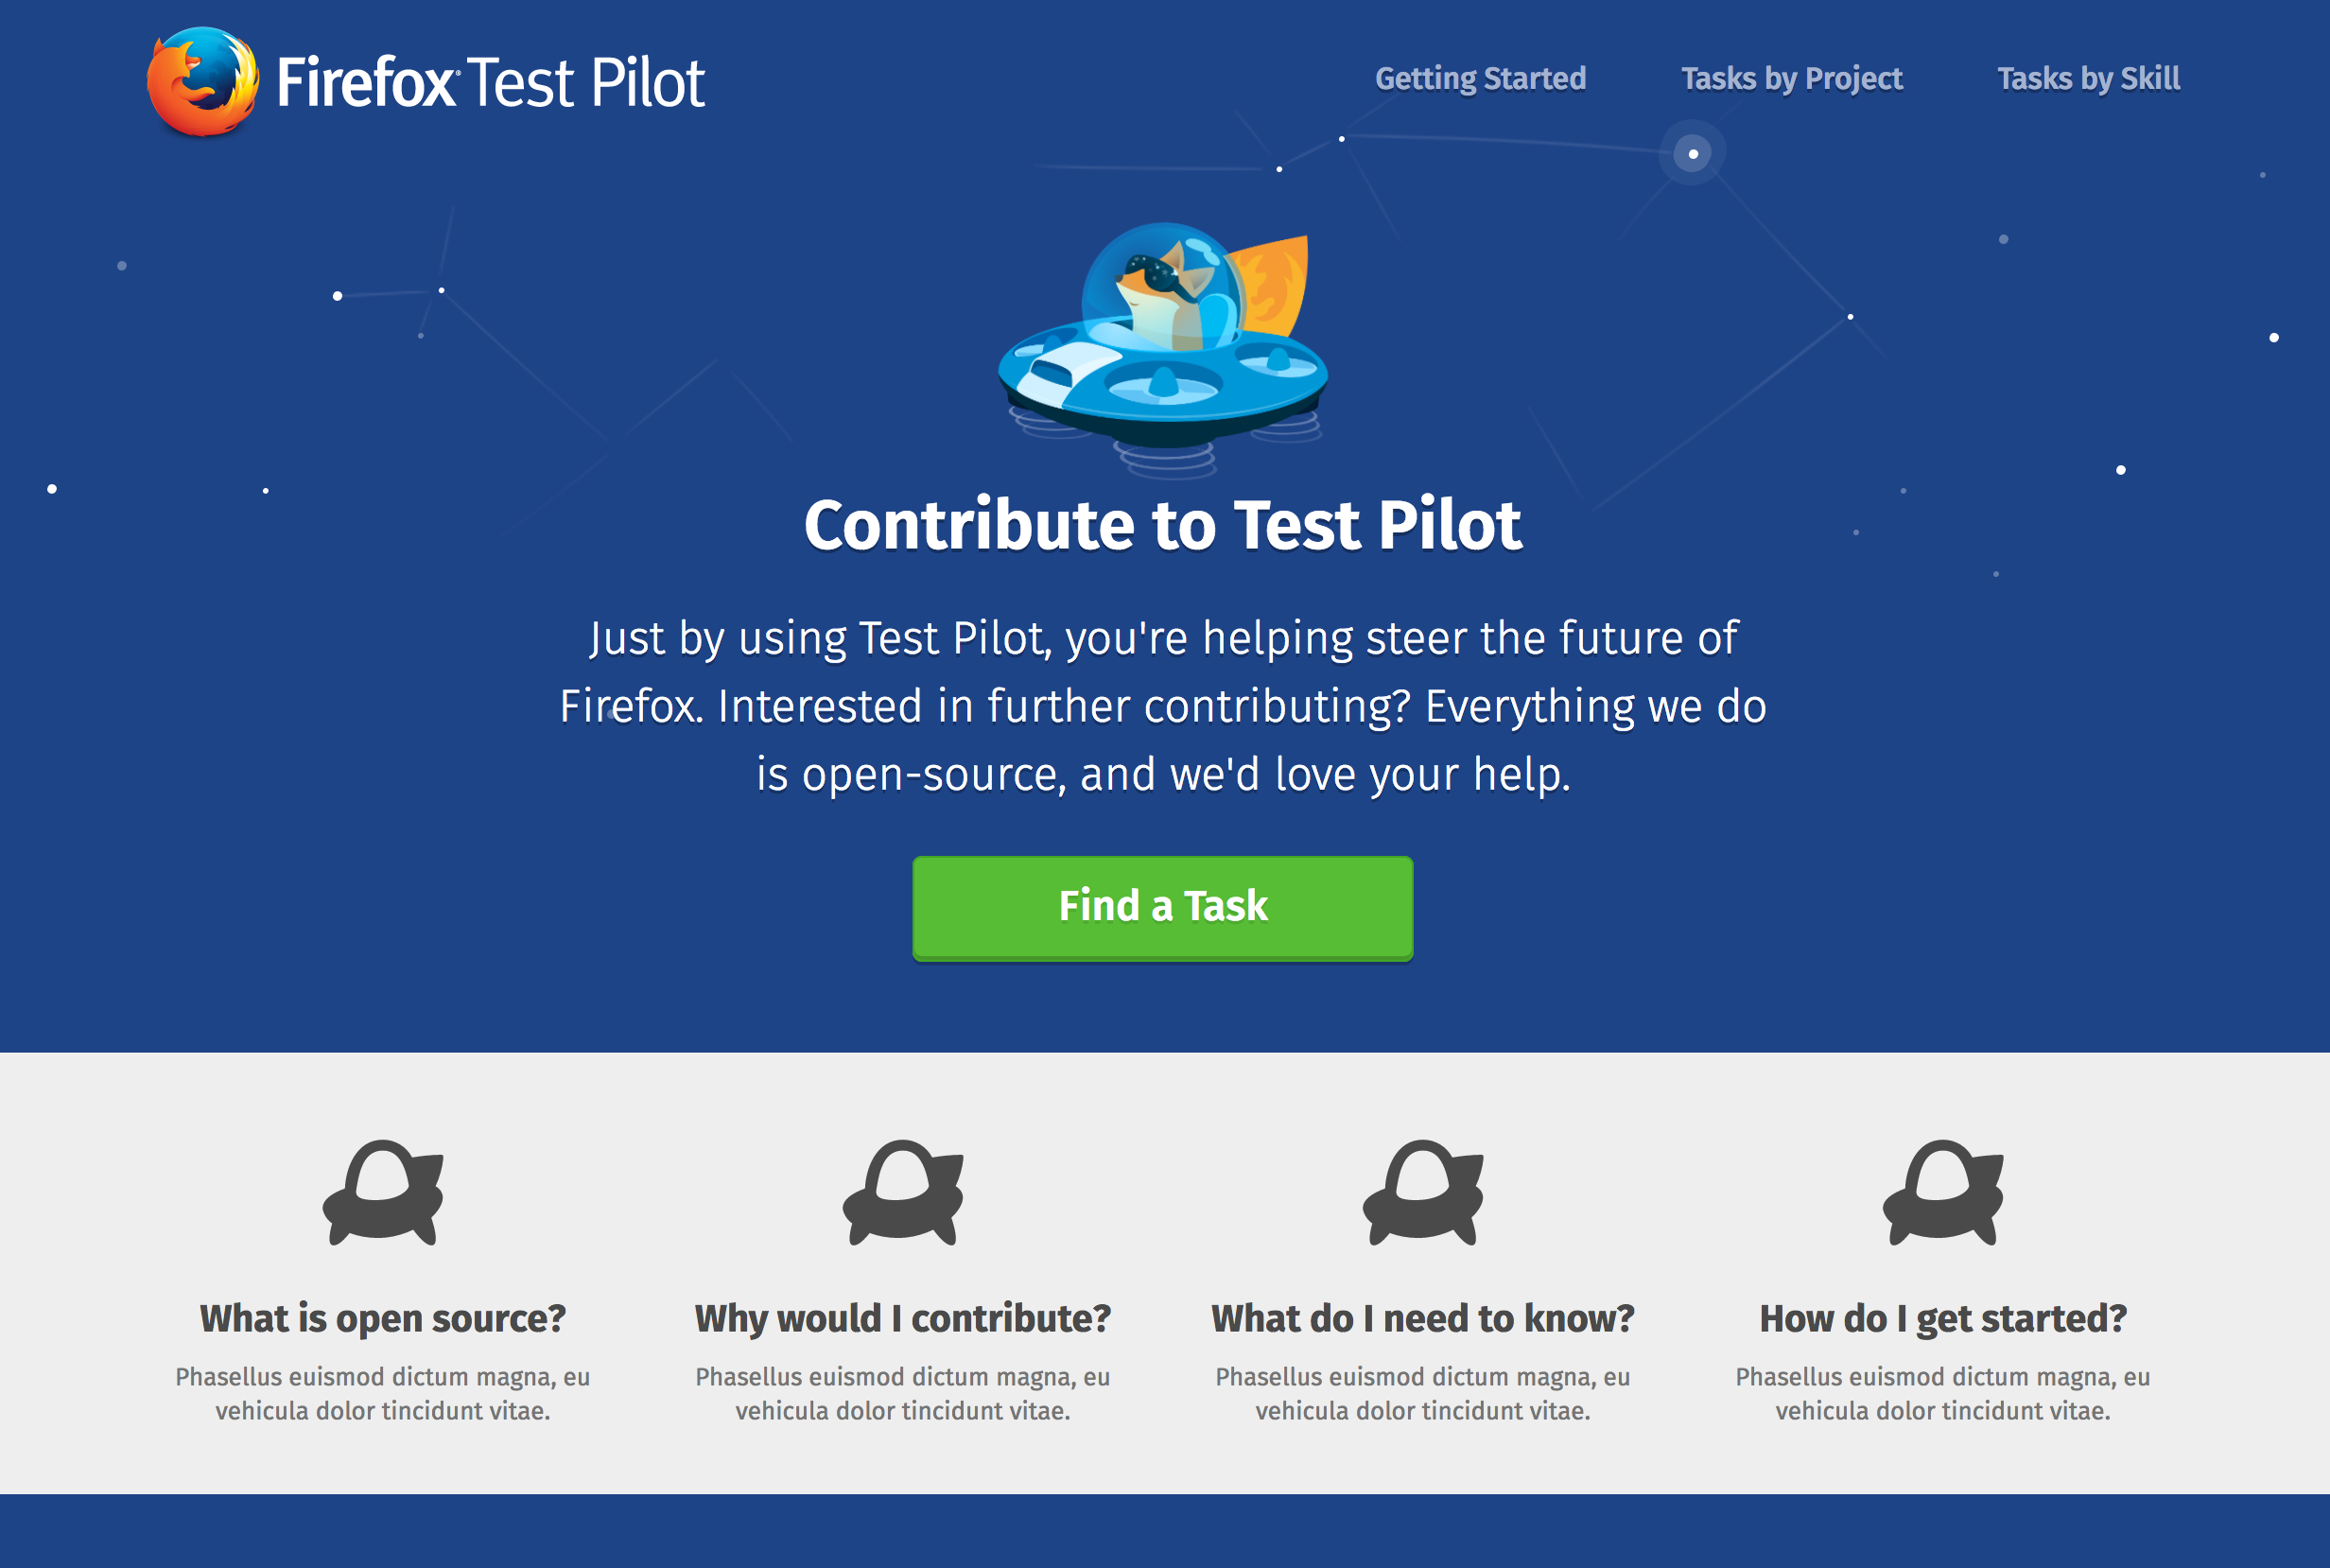 Firefox Test Pilot
Getting Started
Tasks by Project
Tasks by Skill
Contribute to Test Pilot
Just by using Test Pilot, you're helping steer the future of
Firefox. Interested in further contributing? Everything we do
is open-source, and we'd love your help.
Find a Task
What is open source?
Phasellus euismod dictum magna, eu
vehicula dolor tincidunt vitae.
Why would I contribute?
Phasellus euismod dictum magna, eu
vehicula dolor tincidunt vitae.
What do I need to know?
Phasellus euismod dictum magna, eu
vehicula dolor tincidunt vitae.
How do I get started?
Phasellus euismod dictum magna, eu
vehicula dolor tincidunt vitae.